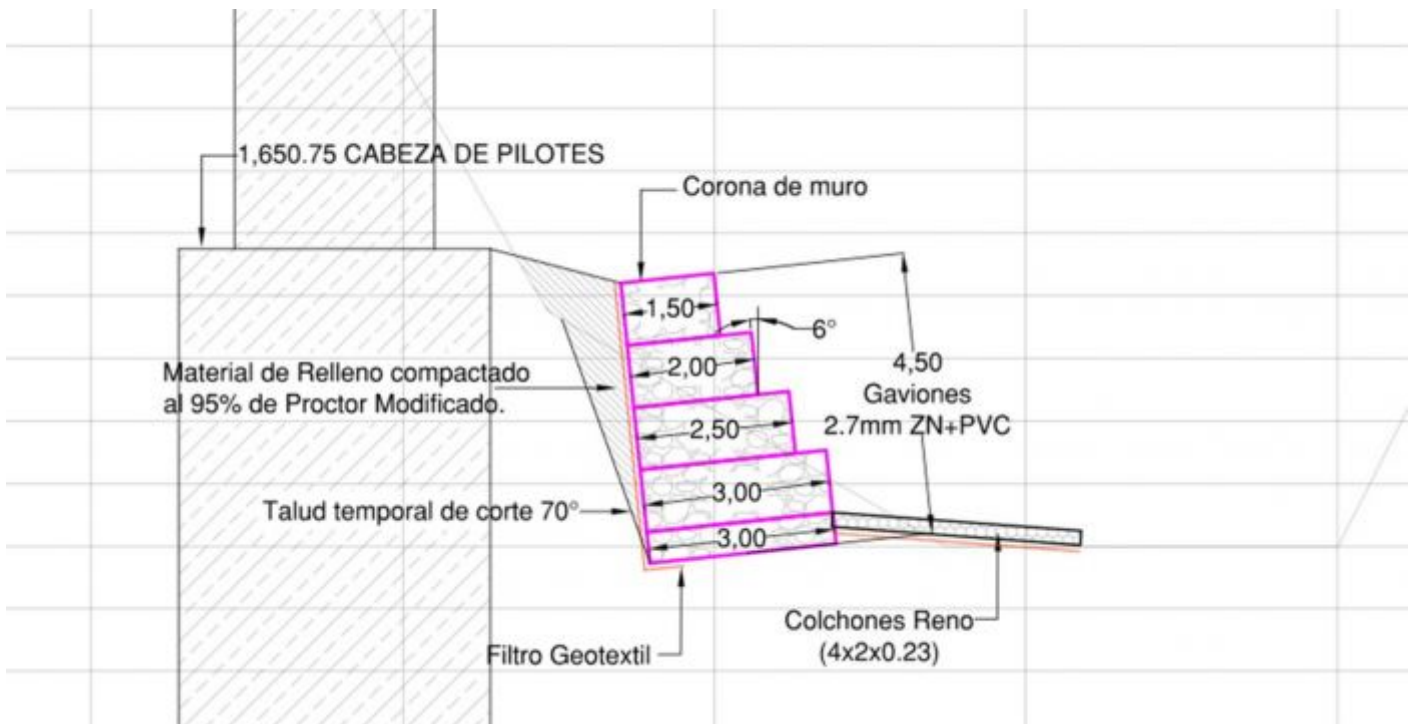 1,650.75 CABEZA DE PILOTES
Corona de muro
1,50
6°
2,00
4,50
Gaviones
2.7mm ZN+PVC
Material de Relleno compactado
al 95% de Proctor Modificado.
2,50
3,00
Talud temporal de corte 70°
3,00
Colchones Reno
(4x2x0.23)
Filtro Geotextil